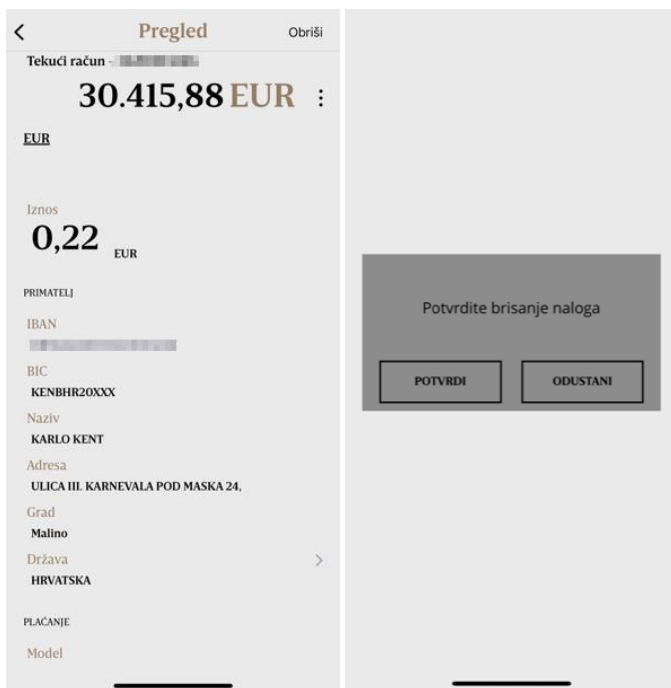 Pregled
Obriši
Tekući račun -
30.415,88 EUR
EUR
Iznos
0,22 EUR
PRIMATELJ
IBAN
BIC
KENBHR20XXX
Naziv
KARLO KENT
Adresa
ULICA III. KARNEVALA POD MASKA 24,
Grad
Malino
Država
HRVATSKA
PLAĆANJE
Model
Potvrdite brisanje naloga
POTVRDI
ODUSTANI